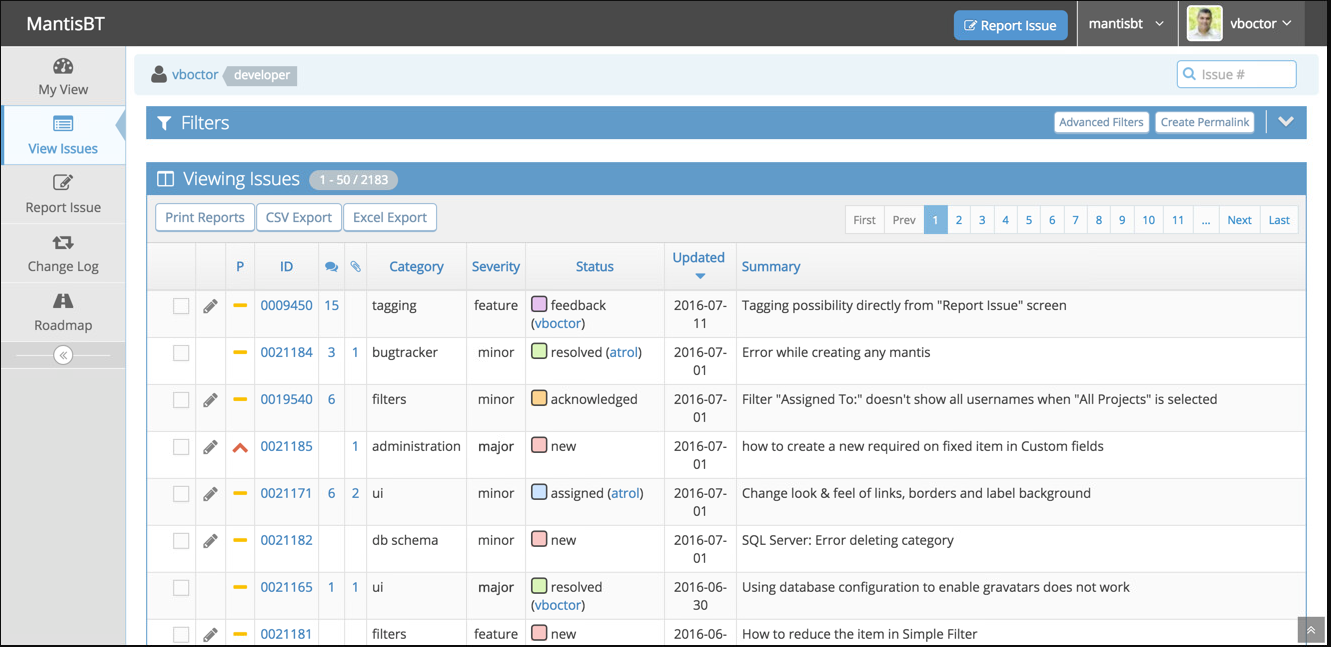 MantisBT Report Issue mantisbt vboctor
My View
View Issues
Report Issue
Change Log
Roadmap
vboctor developer Issue #
Filters Advanced Filters Create Permalink
Viewing Issues 1 - 50 / 2183
Print Reports CSV Export Excel Export First Prev 1 2 3 4 5 6 7 8 9 10 11 ... Next Last
P ID Category Severity Status Updated Summary
0009450 15 tagging feature feedback 2016-07- Tagging possibility directly from "Report Issue" screen
(vboctor) 11
0021184 3 1 bugtracker minor resolved (atrol) 2016-07- Error while creating any mantis
01
0019540 6 filters minor acknowledged 2016-07- Filter "Assigned To:" doesn't show all usernames when "All Projects" is selected
01
0021185 1 administration major new 2016-07- how to create a new required on fixed item in Custom fields
01
0021171 6 2 ui minor assigned (atrol) 2016-07- Change look & feel of links, borders and label background
01
0021182 db schema minor new 2016-07- SQL Server: Error deleting category
01
0021165 1 1 ui major resolved 2016-06- Using database configuration to enable gravatars does not work
(vboctor) 30
0021181 filters feature new 2016-06- How to reduce the item in Simple Filter